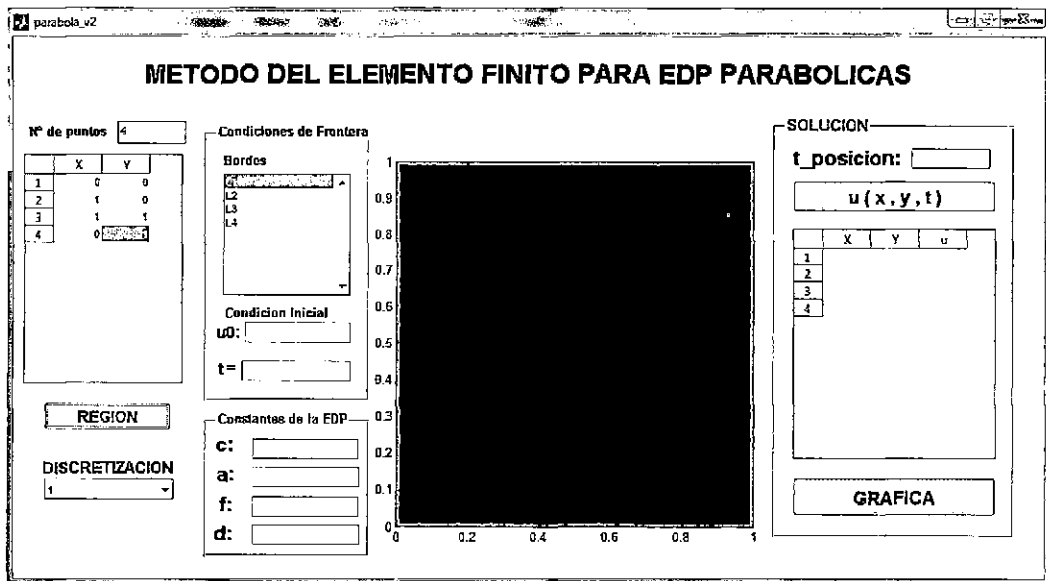 parabola_v2
METODO DEL ELEMENTO FINITO PARA EDP PARABOLICAS
Nº de puntos 4
X Y
1 0 0
2 1 0
3 1 1
4 0
REGION
DISCRETIZACION
1
Condiciones de Frontera
Bordes
L2
L3
L4
Condicion Inicial
u0:
t=
Constantes de la EDP
c:
a:
f:
d:
1
0.9
0.8
0.7
0.6
0.5
0.4
0.3
0.2
0.1
0
0 0.2 0.4 0.6 0.8 1
SOLUCION
t_posicion:
u(x,y,t)
X Y u
1
2
3
4
GRAFICA